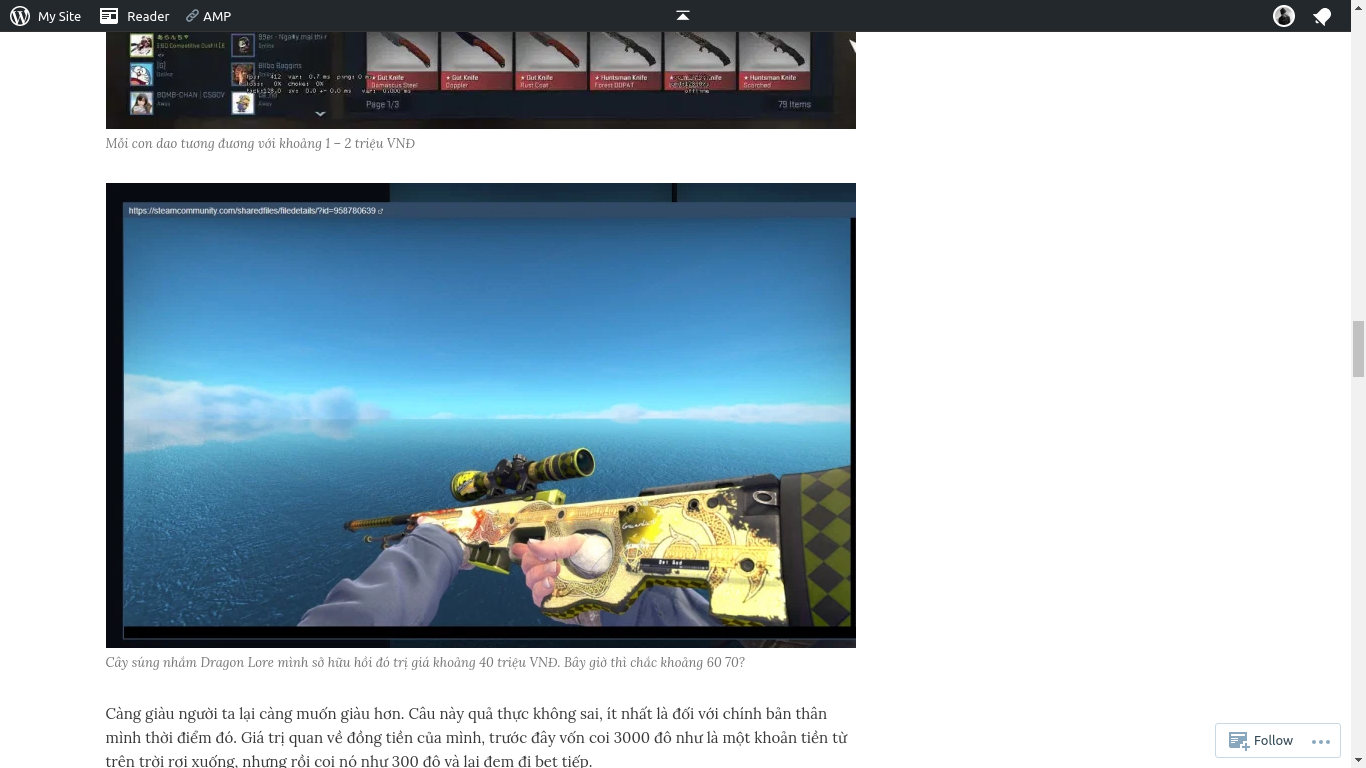 My Site
Reader
AMP
Bilbo Baggins
BOMB-CHAN | CSGOV
★ Gut Knife
Damascus Steel
★ Gut Knife
Doppler
★ Gut Knife
Rust Coat
★ Huntsman Knife
Forest DDPAT
★ Huntsman Knife
Scorched
Page 1/3
79 Items
Mỗi con dao tương đương với khoảng 1 – 2 triệu VNĐ
https://steamcommunity.com/sharedfiles/filedetails/?id=958780639
Cây súng nhắm Dragon Lore mình sở hữu hồi đó trị giá khoảng 40 triệu VNĐ. Bây giờ thì chắc khoảng 60 70?
Càng giàu người ta lại càng muốn giàu hơn. Câu này quả thực không sai, ít nhất là đối với chính bản thân
mình thời điểm đó. Giá trị quan về đồng tiền của mình, trước đây vốn coi 3000 đô như là một khoản tiền từ
trên trời rơi xuống, nhưng rồi coi nó như 300 đô và lại đem đi bet tiếp.
Follow